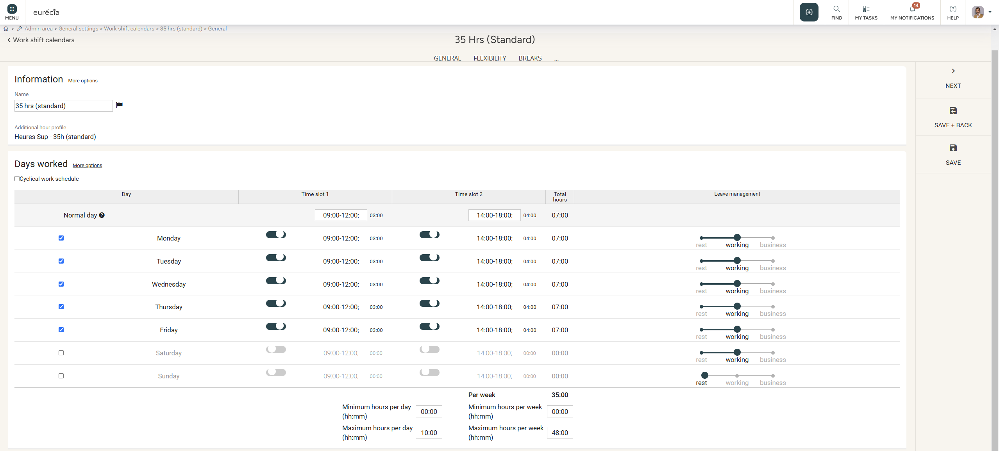 MENU
eurécia
FIND
MY TASKS
14
MY NOTIFICATIONS
HELP
> Admin area > General settings > Work shift calendars > 35 hrs (standard) > General
Work shift calendars
35 Hrs (Standard)
GENERAL FLEXIBILITY BREAKS ...
Information More options
Name
35 hrs (standard)
Additional hour profile
Heures Sup - 35h (standard)
NEXT
SAVE + BACK
SAVE
Days worked More options
Cyclical work schedule
Day Time slot 1 Time slot 2 Total hours Leave management
Normal day ? 09:00-12:00; 03:00 14:00-18:00; 04:00 07:00
Monday 09:00-12:00; 03:00 14:00-18:00; 04:00 07:00
rest working business
Tuesday 09:00-12:00; 03:00 14:00-18:00; 04:00 07:00
rest working business
Wednesday 09:00-12:00; 03:00 14:00-18:00; 04:00 07:00
rest working business
Thursday 09:00-12:00; 03:00 14:00-18:00; 04:00 07:00
rest working business
Friday 09:00-12:00; 03:00 14:00-18:00; 04:00 07:00
rest working business
Saturday 09:00-12:00; 00:00 14:00-18:00; 00:00 00:00
rest working business
Sunday 09:00-12:00; 00:00 14:00-18:00; 00:00 00:00
rest working business
Per week 35:00
Minimum hours per day (hh:mm) 00:00 Minimum hours per week (hh:mm) 00:00
Maximum hours per day (hh:mm) 10:00 Maximum hours per week (hh:mm) 48:00